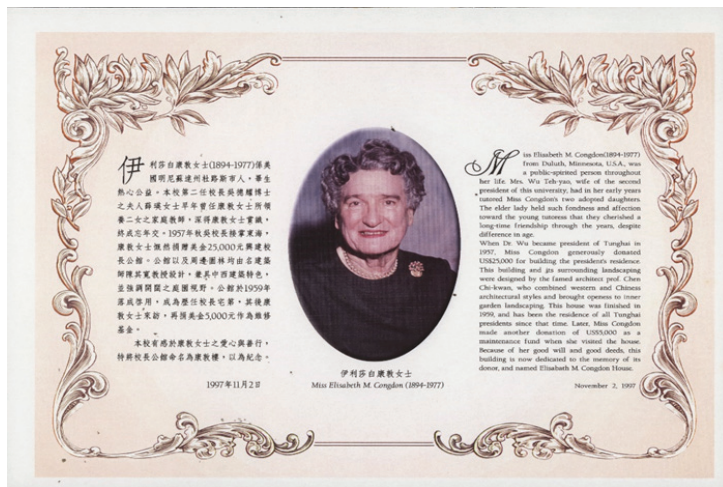 伊利莎白康敦女士(1894-1977)係美
國明尼蘇達州杜路斯市人，畢生
熱心公益。本校第二任校長吳德耀博士
之夫人薛瑛女士早年曾任康敦女士所領
養二女之家庭教師，深得康敦女士賞識，
終成忘年交。1957年秋吳校長接掌東海，
康敦女士慨然捐贈美金25,000元興建校
長公館。公館以及周邊園林均由名建築
師陳其寬教授設計，兼具中西建築特色，
並強調開闊之庭園視野。公館於1959年
落成啓用，成為歷任校長宅第，其後康
敦女士來訪，再捐美金5,000元作為維修
基金。
本校有感於康敦女士之愛心與善行，
特將校長公館命名為康敦樓，以為紀念。
1997年11月2日
伊利莎白康敦女士
Miss Elisabeth M. Congdon (1894-1977)
Miss Elisabeth M. Congdon(1894-1977)
from Duluth, Minnesota, U.S.A., was
a public-spirited person throughout
her life. Mrs. Wu Teh-yao, wife of the second
president of this university, had in her early years
tutored Miss Congdon's two adopted daughters.
The elder lady held such fondness and affection
toward the young tutoress that they cherished a
long-time friendship through the years, despite
difference in age.
When Dr. Wu became president of Tunghai in
1957, Miss Congdon generously donated
US$25,000 for building the president's residence.
This building and its surrounding landscaping
were designed by the famed architect prof. Chen
Chi-kwan, who combined western and Chinese
architectural styles and brought openness to inner
garden landscaping. This house was finished in
1959, and has been the residence of all Tunghai
presidents since that time. Later, Miss Congdon
made another donation of US$5,000 as a
maintenance fund when she visited the house.
Because of her good will and good deeds, this
building is now dedicated to the memory of its
donor, and named Elisabath M. Congdon House.
November 2, 1997